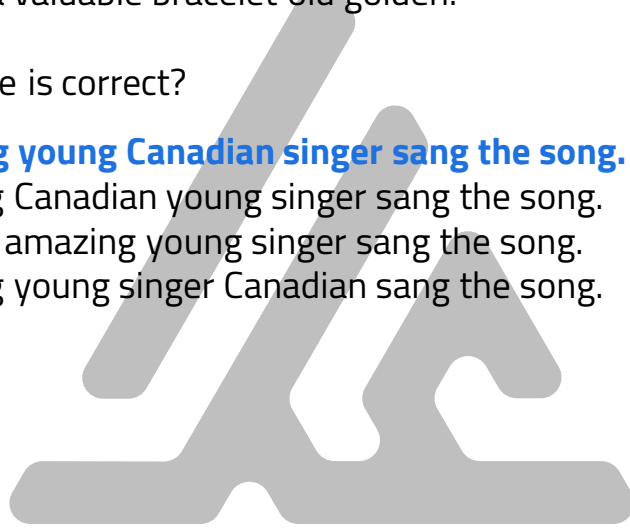 valuable bracelet old golden.
is correct?
young Canadian singer sang the song.
Canadian young singer sang the song.
amazing young singer sang the song.
young singer Canadian sang the song.